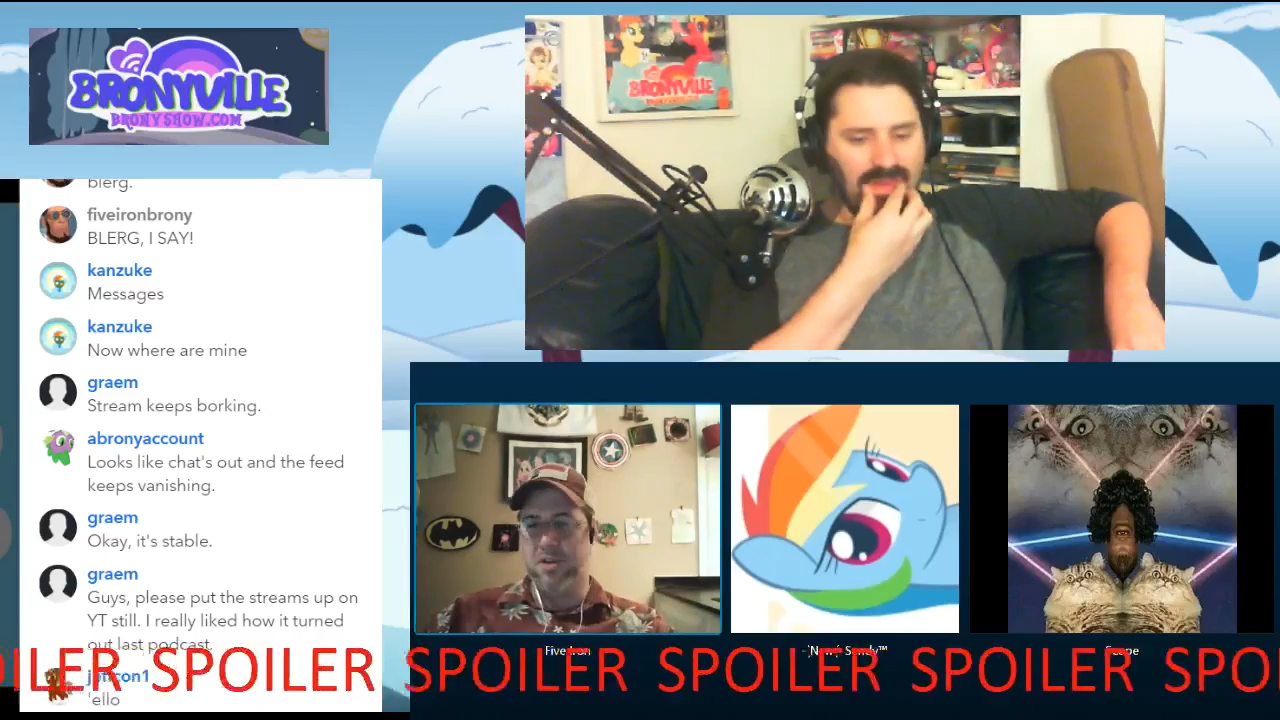 BRONYVILLE
BRONYSHOW.COM
BRONYVILLE
blerg.
fiveironbrony
BLERG, I SAY!
kanzuke
Messages
kanzuke
Now where are mine
graem
Stream keeps borking.
abronyaccount
Looks like chat's out and the feed
keeps vanishing.
graem
Okay, it's stable.
graem
Guys, please put the streams up on
YT still. I really liked how it turned
out last podcast.
'ello
Five Iron
OILER SPOILER SPOILER SPOILER SPOILER SPO